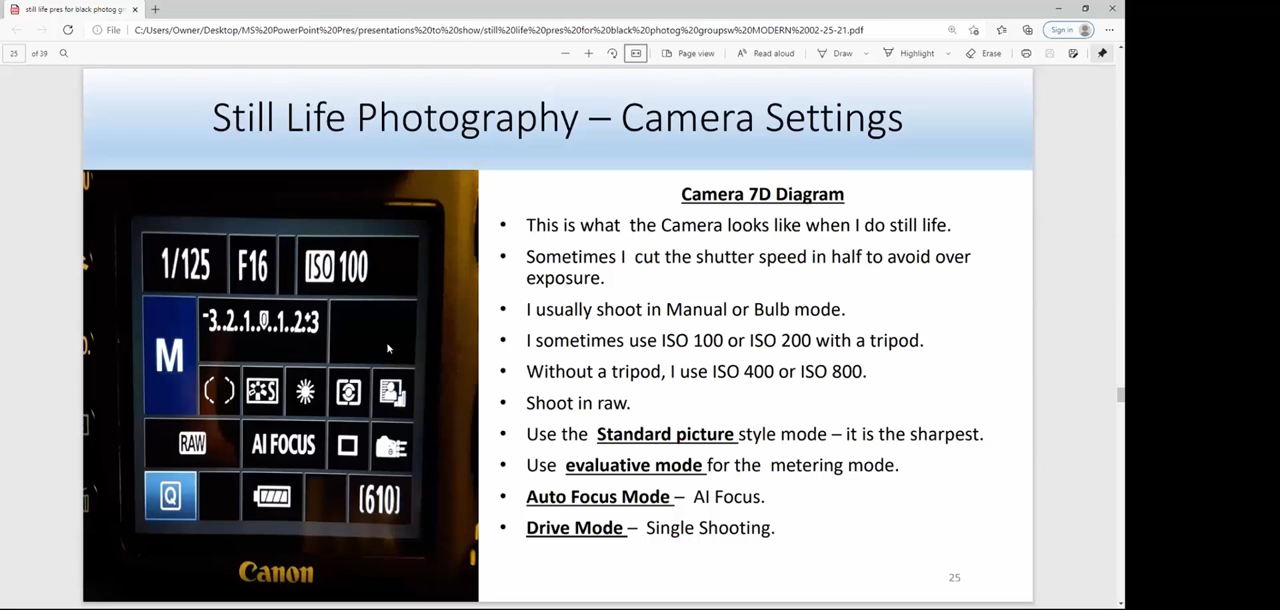 still life pres for black photog gr
File
C:/Users/Owner/Desktop/MS%20PowerPoint%20Pres/presentations%20to%20show/still%20life%20pres%20for%20black%20photog%20groupsw%20MODERN%2002-25-21.pdf
Sign in
25 of 39
Page view
Read aloud
Draw
Highlight
Erase
Still Life Photography – Camera Settings
1/125 F16 ISO 100
M
-3..2..1..0..1..2.:+3
RAW AI FOCUS
Q [610]
Canon
Camera 7D Diagram
• This is what the Camera looks like when I do still life.
• Sometimes I cut the shutter speed in half to avoid over
exposure.
• I usually shoot in Manual or Bulb mode.
• I sometimes use ISO 100 or ISO 200 with a tripod.
• Without a tripod, I use ISO 400 or ISO 800.
• Shoot in raw.
• Use the Standard picture style mode – it is the sharpest.
• Use evaluative mode for the metering mode.
• Auto Focus Mode – AI Focus.
• Drive Mode – Single Shooting.
25